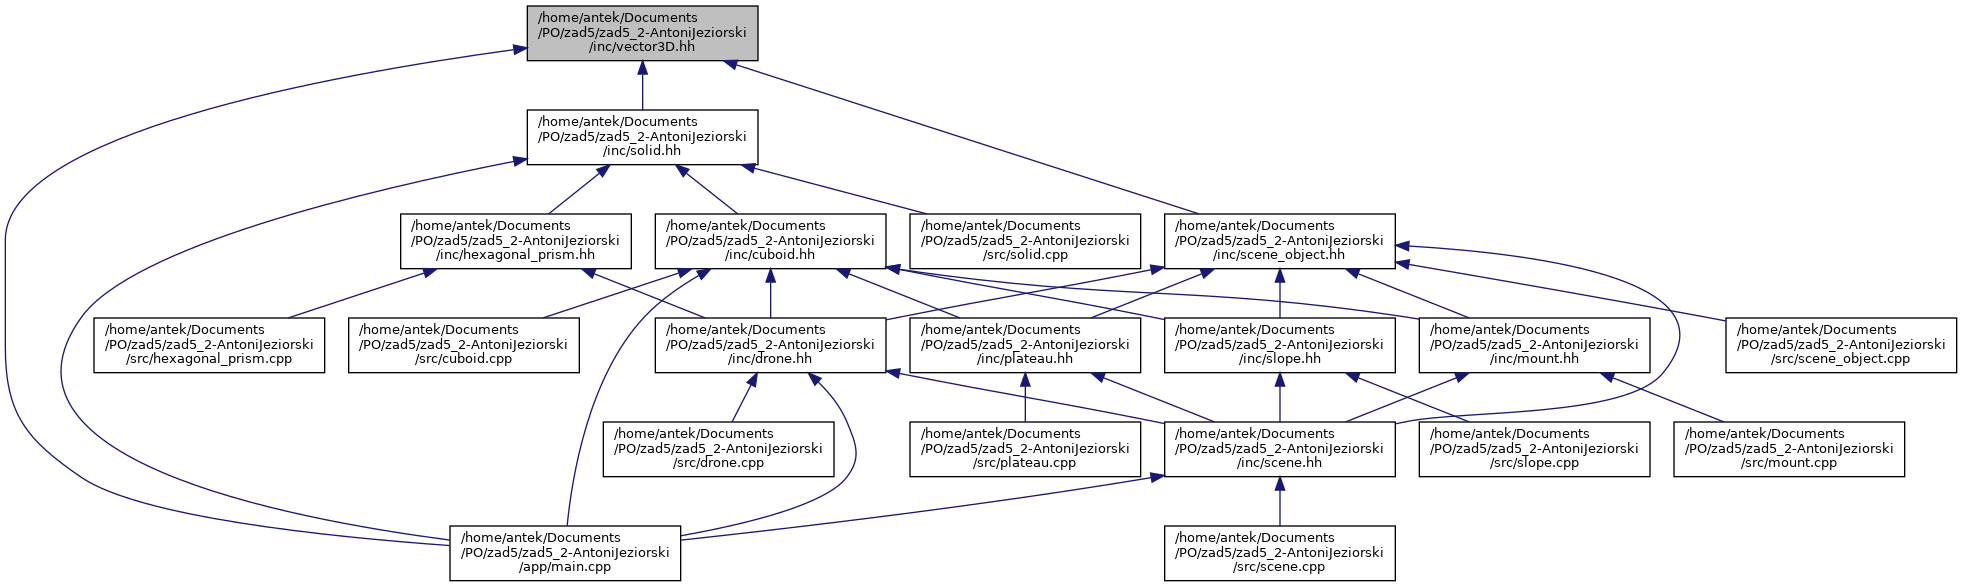 /home/antek/Documents
/PO/zad5/zad5_2-AntoniJeziorski
/inc/vector3D.hh
/home/antek/Documents
/PO/zad5/zad5_2-AntoniJeziorski
/inc/solid.hh
/home/antek/Documents
/PO/zad5/zad5_2-AntoniJeziorski
/inc/hexagonal_prism.hh
/home/antek/Documents
/PO/zad5/zad5_2-AntoniJeziorski
/inc/cuboid.hh
/home/antek/Documents
/PO/zad5/zad5_2-AntoniJeziorski
/src/solid.cpp
/home/antek/Documents
/PO/zad5/zad5_2-AntoniJeziorski
/inc/scene_object.hh
/home/antek/Documents
/PO/zad5/zad5_2-AntoniJeziorski
/src/hexagonal_prism.cpp
/home/antek/Documents
/PO/zad5/zad5_2-AntoniJeziorski
/src/cuboid.cpp
/home/antek/Documents
/PO/zad5/zad5_2-AntoniJeziorski
/inc/drone.hh
/home/antek/Documents
/PO/zad5/zad5_2-AntoniJeziorski
/inc/plateau.hh
/home/antek/Documents
/PO/zad5/zad5_2-AntoniJeziorski
/inc/slope.hh
/home/antek/Documents
/PO/zad5/zad5_2-AntoniJeziorski
/inc/mount.hh
/home/antek/Documents
/PO/zad5/zad5_2-AntoniJeziorski
/src/scene_object.cpp
/home/antek/Documents
/PO/zad5/zad5_2-AntoniJeziorski
/src/drone.cpp
/home/antek/Documents
/PO/zad5/zad5_2-AntoniJeziorski
/src/plateau.cpp
/home/antek/Documents
/PO/zad5/zad5_2-AntoniJeziorski
/inc/scene.hh
/home/antek/Documents
/PO/zad5/zad5_2-AntoniJeziorski
/src/slope.cpp
/home/antek/Documents
/PO/zad5/zad5_2-AntoniJeziorski
/src/mount.cpp
/home/antek/Documents
/PO/zad5/zad5_2-AntoniJeziorski
/app/main.cpp
/home/antek/Documents
/PO/zad5/zad5_2-AntoniJeziorski
/src/scene.cpp